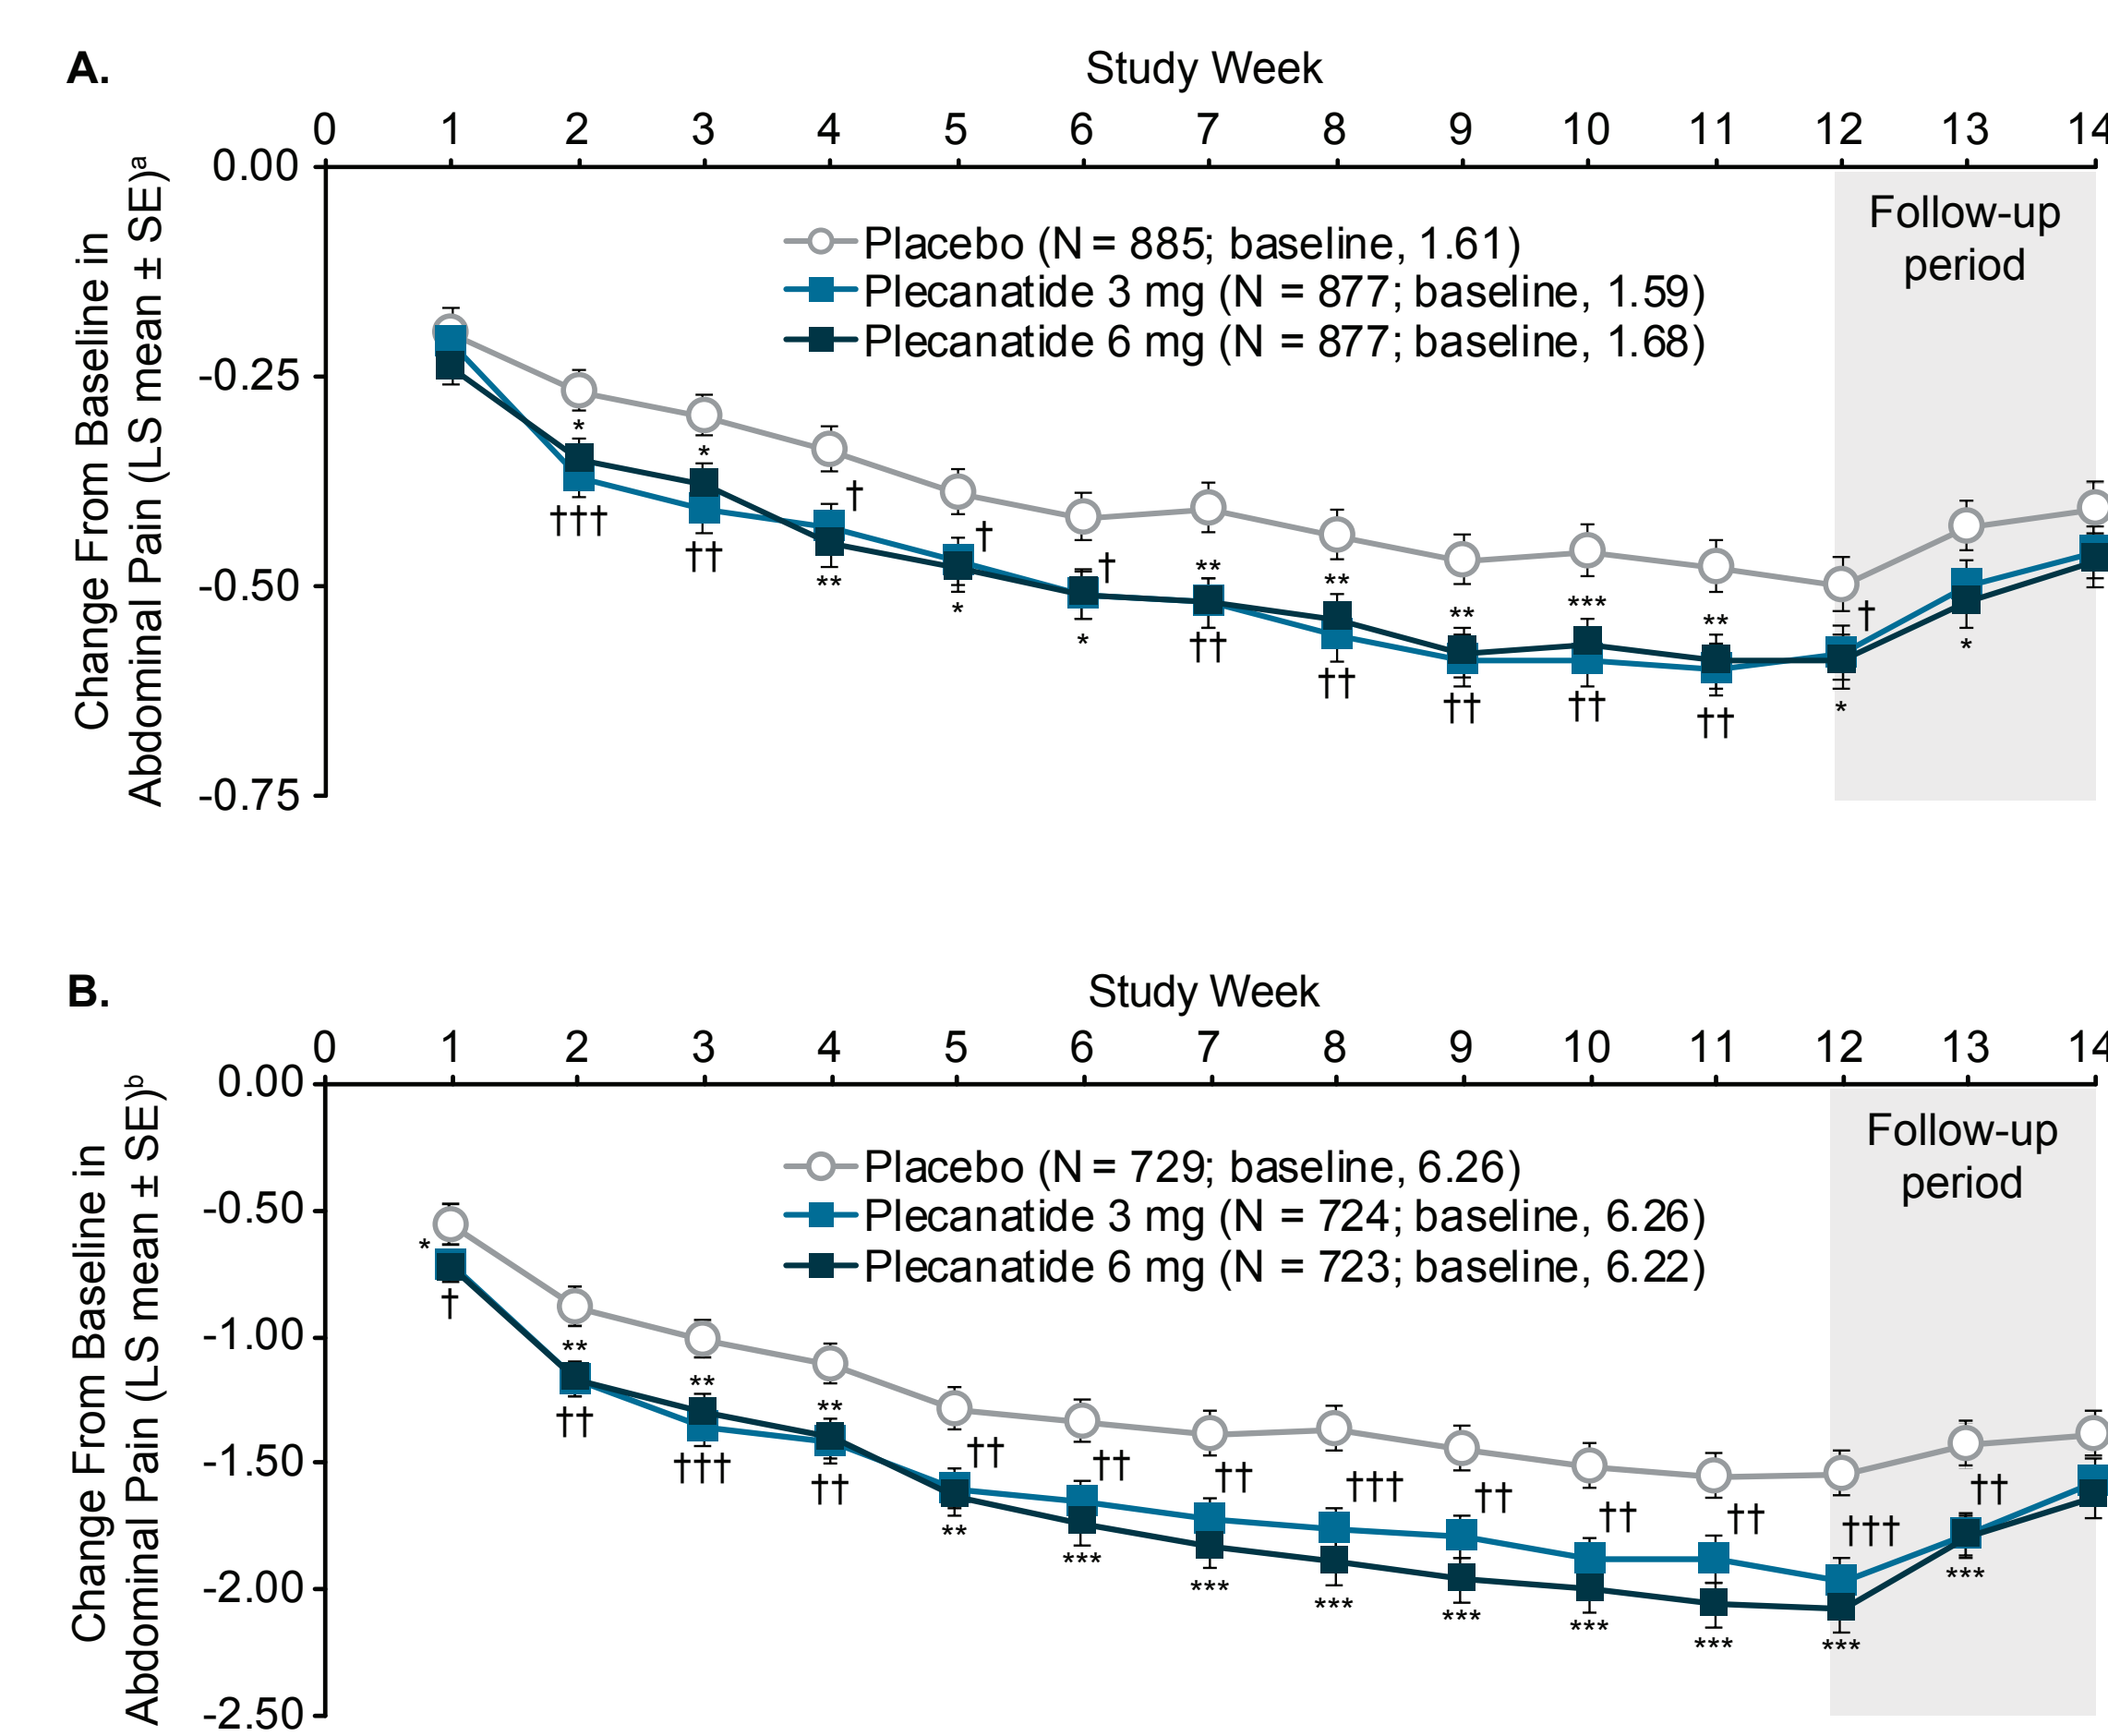 A.
Study Week
0 1 2 3 4 5 6 7 8 9 10 11 12 13 14
Change From Baseline in
Abdominal Pain (LS mean ± SE)ᵃ
0.00
-0.25
-0.50
-0.75
Placebo (N = 885; baseline, 1.61)
Plecanatide 3 mg (N = 877; baseline, 1.59)
Plecanatide 6 mg (N = 877; baseline, 1.68)
Follow-up
period
* * † † † ** ** ** *** ** †
††† †† ** * * †† †† †† †† †† * *
B.
Study Week
0 1 2 3 4 5 6 7 8 9 10 11 12 13 14
Change From Baseline in
Abdominal Pain (LS mean ± SE)ᵇ
0.00
-0.50
-1.00
-1.50
-2.00
-2.50
Placebo (N = 729; baseline, 6.26)
Plecanatide 3 mg (N = 724; baseline, 6.26)
Plecanatide 6 mg (N = 723; baseline, 6.22)
Follow-up
period
* ** ** ** †† †† †† ††† †† †† †† ††† ††
† †† ††† †† ** *** *** *** *** *** *** *** ***